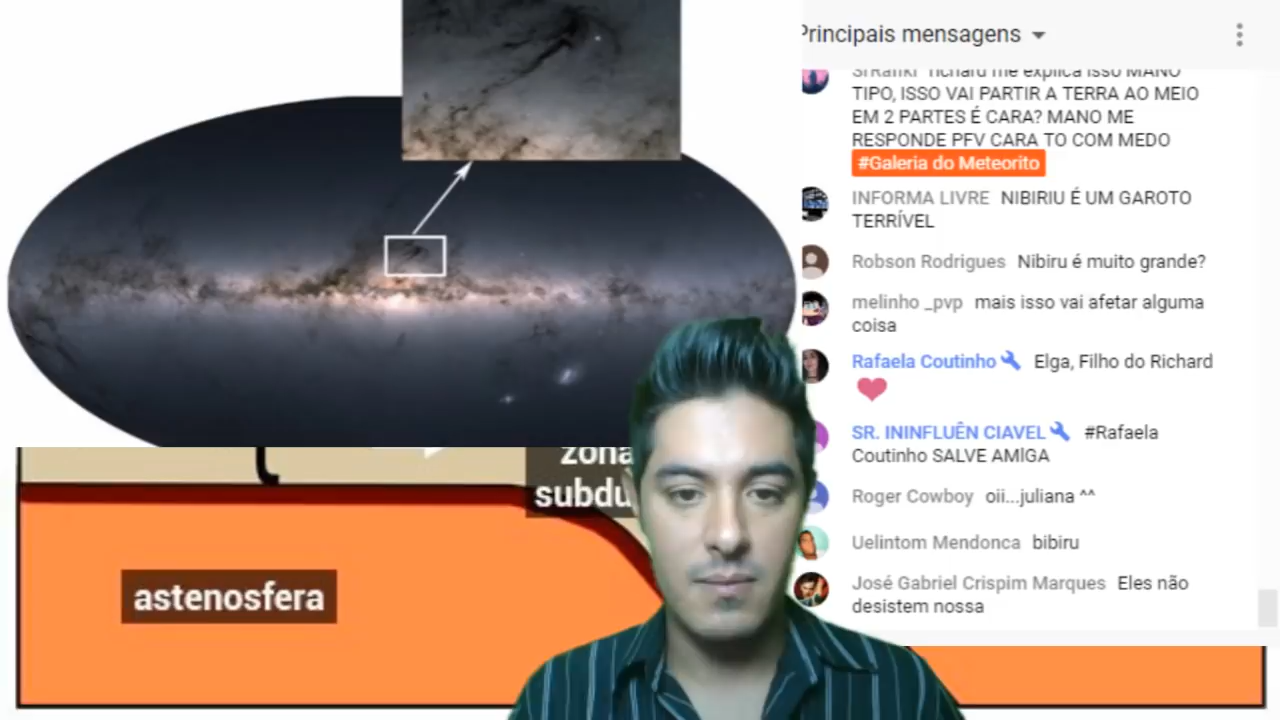 Principais mensagens
SrRafiki richard me explica isso MANO
TIPO, ISSO VAI PARTIR A TERRA AO MEIO
EM 2 PARTES É CARA? MANO ME
RESPONDE PFV CARA TO COM MEDO
#Galeria do Meteorito
INFORMA LIVRE NIBIRIU É UM GAROTO
TERRÍVEL
Robson Rodrigues Nibiru é muito grande?
melinho _pvp mais isso vai afetar alguma
coisa
Rafaela Coutinho Elga, Filho do Richard
SR. ININFLUÊN CIAVEL #Rafaela
Coutinho SALVE AMIGA
Roger Cowboy oii...juliana ^^
Uelintom Mendonca bibiru
José Gabriel Crispim Marques Eles não
desistem nossa
zona
subdu
astenosfera